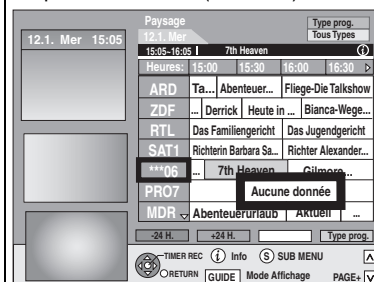 Paysage Type prog.
12.1. Mer 15:05 12.1. Mer Tous Types
15:05~16:05 7th Heaven
Heures: 15:00 15:30 16:00 16:30
ARD Ta... Abenteuer... Fliege-Die Talkshow
ZDF ... Derrick Heute in ... Bianca-Wege...
RTL Das Familiengericht Das Jugendgericht
SAT1 Richterin Barbara Sa... Richter Alexander...
***06 ... 7th Heaven Gilmore...
PRO7 Aucune donnée
MDR Abenteuerurlaub Aktuell ...
-24 H. +24 H. Type prog.
TIMER REC i Info S SUB MENU
RETURN GUIDE Mode Affichage PAGE+